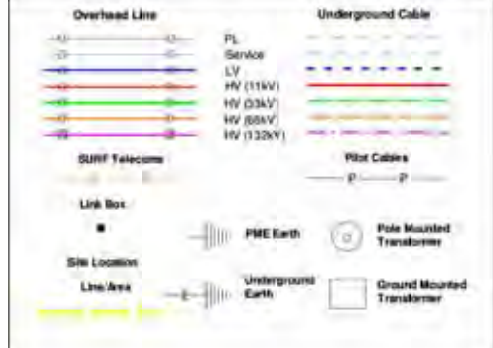 Overhead Line
Underground Cable
PL
Service
LV
HV (11kV)
HV (33kV)
HV (66kV)
HV (132kV)
SURF Telecoms
Pilot Cables
P P
Link Box
PME Earth
Pole Mounted
Transformer
Site Location
Line/Area
E
Underground
Earth
Ground Mounted
Transformer